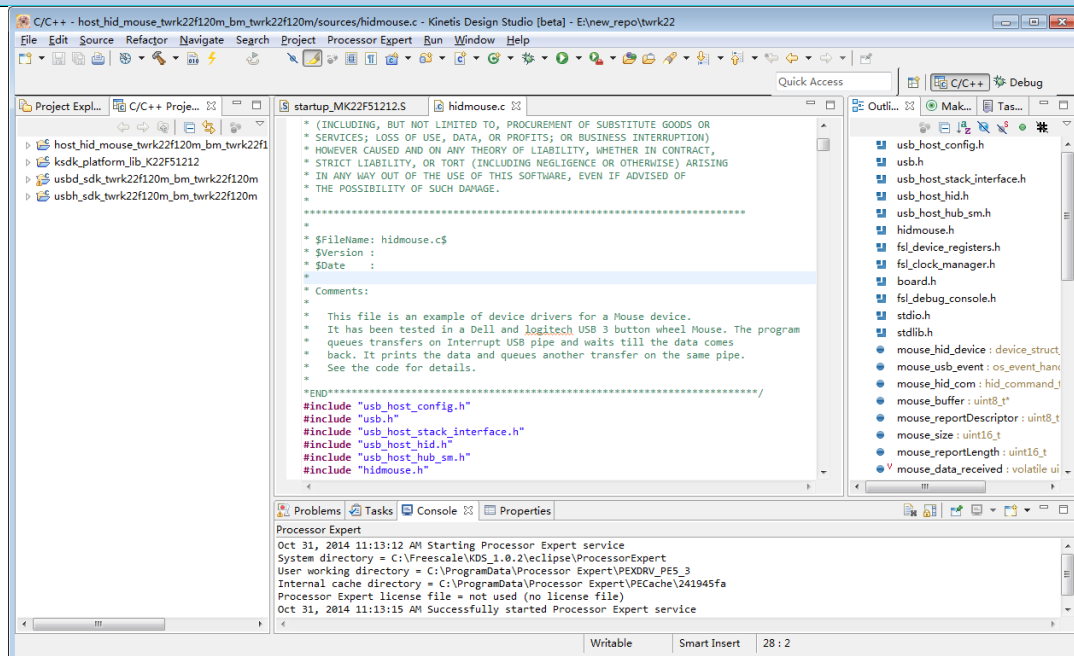 C/C++ - host_hid_mouse_twrk22f120m_bm_twrk22f120m/sources/hidmouse.c - Kinetis Design Studio [beta] - E:\new_repo\twrk22
File Edit Source Refactor Navigate Search Project Processor Expert Run Window Help
Quick Access
C/C++ Debug
Project Expl... C/C++ Proje...
host_hid_mouse_twrk22f120m_bm_twrk22f1
ksdk_platform_lib_K22F51212
usbd_sdk_twrk22f120m_bm_twrk22f120m
usbh_sdk_twrk22f120m_bm_twrk22f120m
startup_MK22F51212.S hidmouse.c
* (INCLUDING, BUT NOT LIMITED TO, PROCUREMENT OF SUBSTITUTE GOODS OR
* SERVICES; LOSS OF USE, DATA, OR PROFITS; OR BUSINESS INTERRUPTION)
* HOWEVER CAUSED AND ON ANY THEORY OF LIABILITY, WHETHER IN CONTRACT,
* STRICT LIABILITY, OR TORT (INCLUDING NEGLIGENCE OR OTHERWISE) ARISING
* IN ANY WAY OUT OF THE USE OF THIS SOFTWARE, EVEN IF ADVISED OF
* THE POSSIBILITY OF SUCH DAMAGE.
*
**************************************************************************
*
* $FileName: hidmouse.c$
* $Version :
* $Date    :
*
* Comments:
*
*   This file is an example of device drivers for a Mouse device.
*   It has been tested in a Dell and logitech USB 3 button wheel Mouse. The program
*   queues transfers on Interrupt USB pipe and waits till the data comes
*   back. It prints the data and queues another transfer on the same pipe.
*   See the code for details.
*
*END************************************************************************/
#include "usb_host_config.h"
#include "usb.h"
#include "usb_host_stack_interface.h"
#include "usb_host_hid.h"
#include "usb_host_hub_sm.h"
#include "hidmouse.h"
Outli... Mak... Tas...
usb_host_config.h
usb.h
usb_host_stack_interface.h
usb_host_hid.h
usb_host_hub_sm.h
hidmouse.h
fsl_device_registers.h
fsl_clock_manager.h
board.h
fsl_debug_console.h
stdio.h
stdlib.h
mouse_hid_device : device_struct_
mouse_usb_event : os_event_hand
mouse_hid_com : hid_command_t
mouse_buffer : uint8_t*
mouse_reportDescriptor : uint8_t
mouse_size : uint16_t
mouse_reportLength : uint16_t
V mouse_data_received : volatile ui
Problems Tasks Console Properties
Processor Expert
Oct 31, 2014 11:13:12 AM Starting Processor Expert service
System directory = C:\Freescale\KDS_1.0.2\eclipse\ProcessorExpert
User working directory = C:\ProgramData\Processor Expert\PEXDRV_PE5_3
Internal cache directory = C:\ProgramData\Processor Expert\PECache\241945fa
Processor Expert license file = not used (no license file)
Oct 31, 2014 11:13:15 AM Successfully started Processor Expert service
Writable Smart Insert 28 : 2